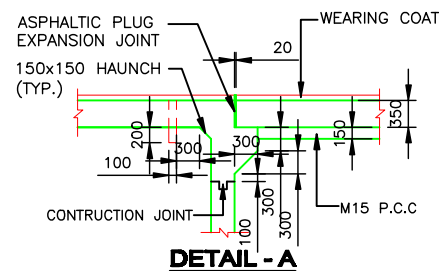 ASPHALTIC PLUG
EXPANSION JOINT
WEARING COAT
20
150x150 HAUNCH
(TYP.)
350
150
200
300
300
100
CONTRUCTION JOINT
100
300
300
M15 P.C.C
DETAIL - A